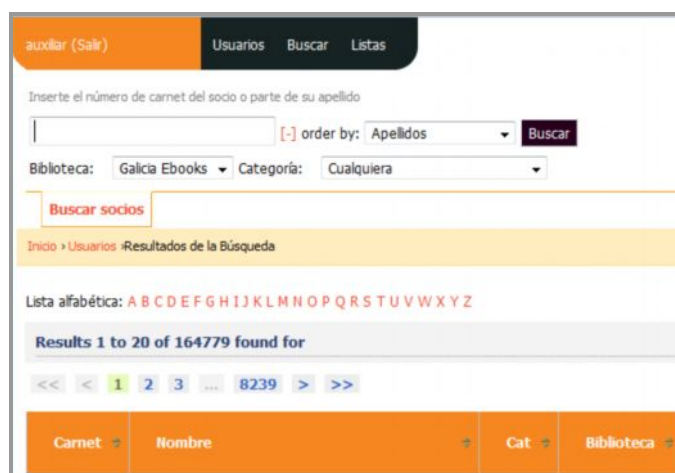 auxiliar (Salir) Usuarios Buscar Listas
Inserte el número de carnet del socio o parte de su apellido
[-] order by: Apellidos Buscar
Biblioteca: Galicia Ebooks Categoría: Cualquiera
Buscar socios
Inicio › Usuarios ›Resultados de la Búsqueda
Lista alfabética: A B C D E F G H I J K L M N O P Q R S T U V W X Y Z
Results 1 to 20 of 164779 found for
<< < 1 2 3 ... 8239 > >>
Carnet Nombre Cat Biblioteca